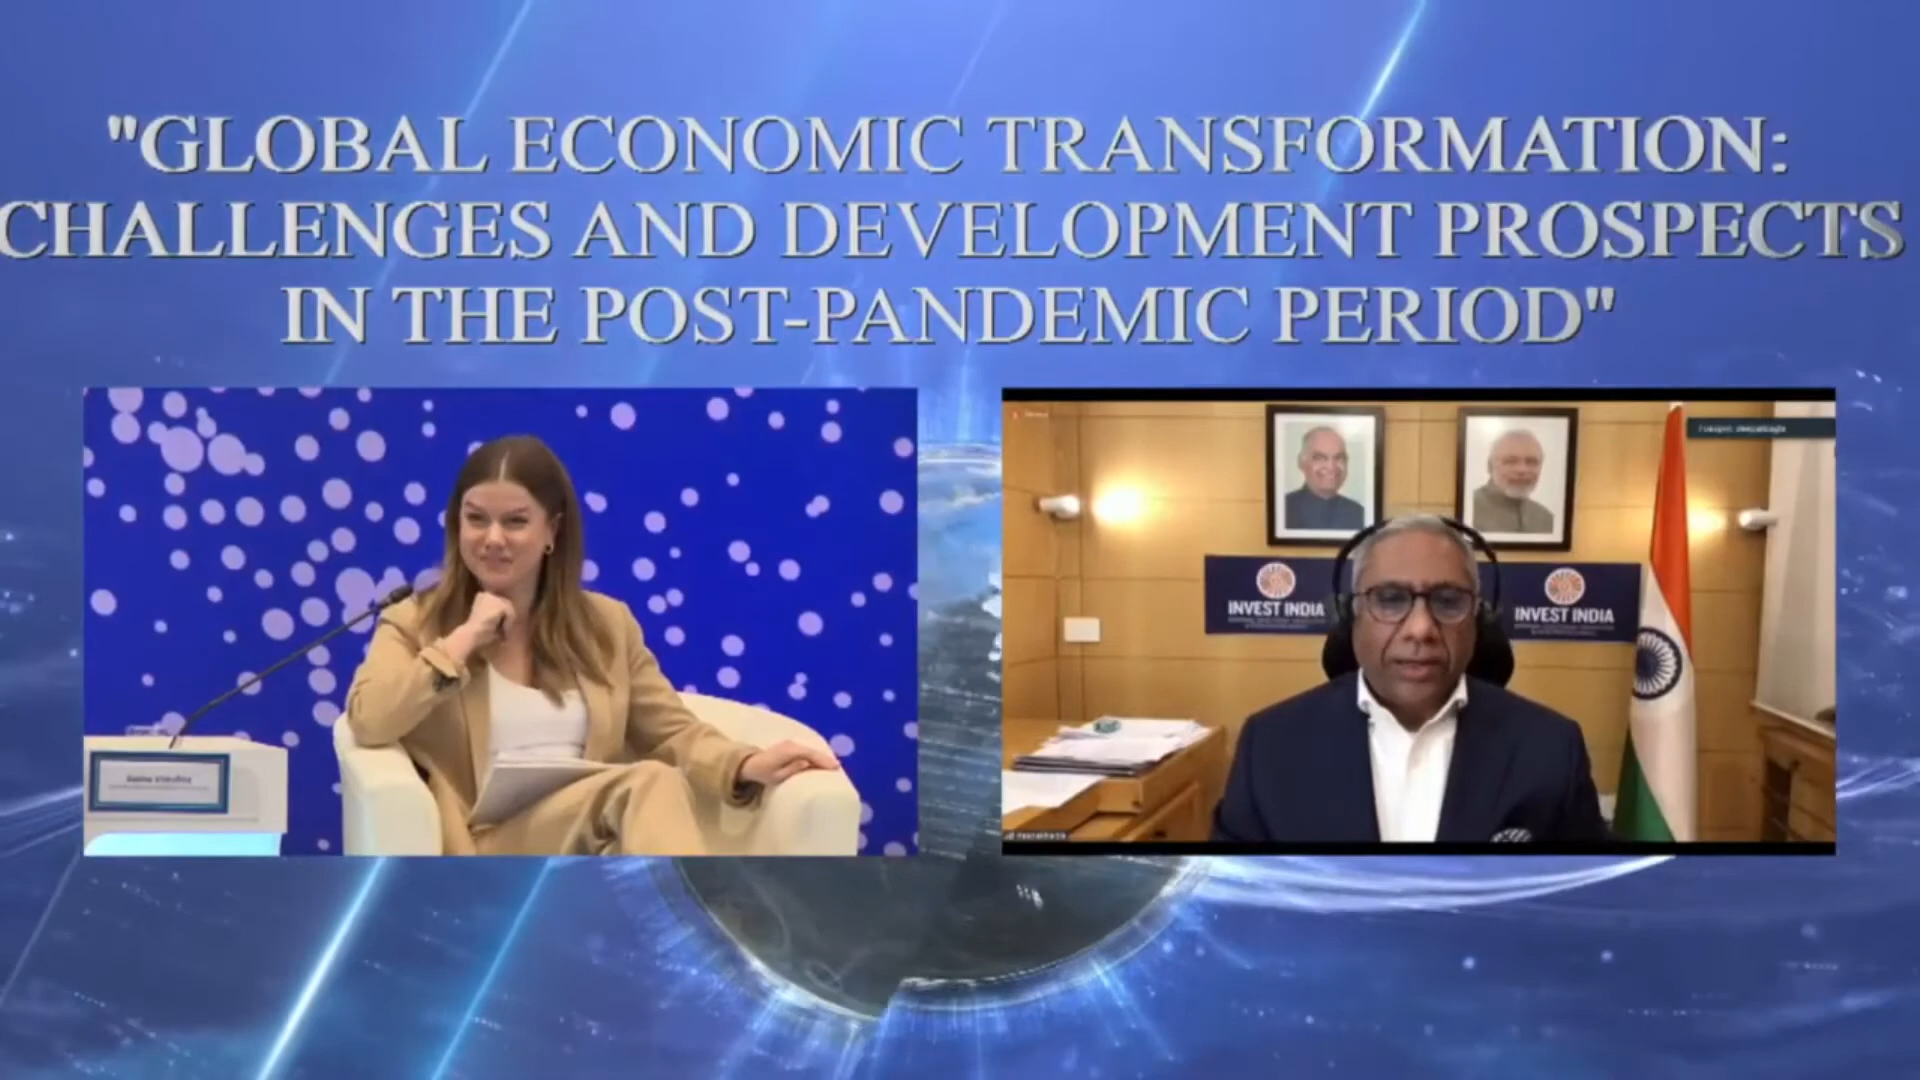 "GLOBAL ECONOMIC TRANSFORMATION:
CHALLENGES AND DEVELOPMENT PROSPECTS
IN THE POST-PANDEMIC PERIOD"
INVEST INDIA
INVEST INDIA